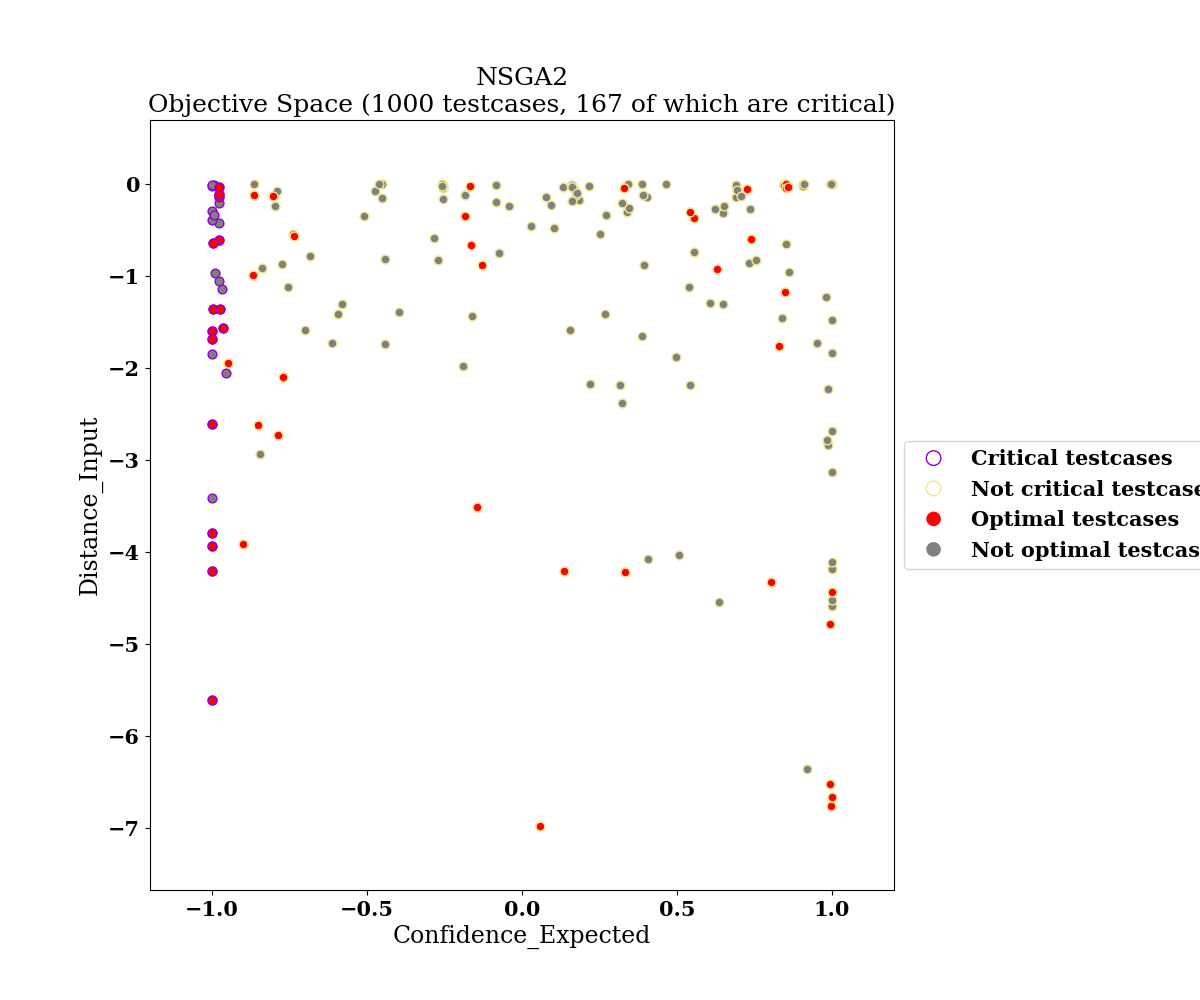 NSGA2
Objective Space (1000 testcases, 167 of which are critical)
0
−1
−2
−3
−4
−5
−6
−7
Distance_Input
−1.0
−0.5
0.0
0.5
1.0
Confidence_Expected
Critical testcases
Not critical testcase
Optimal testcases
Not optimal testcas